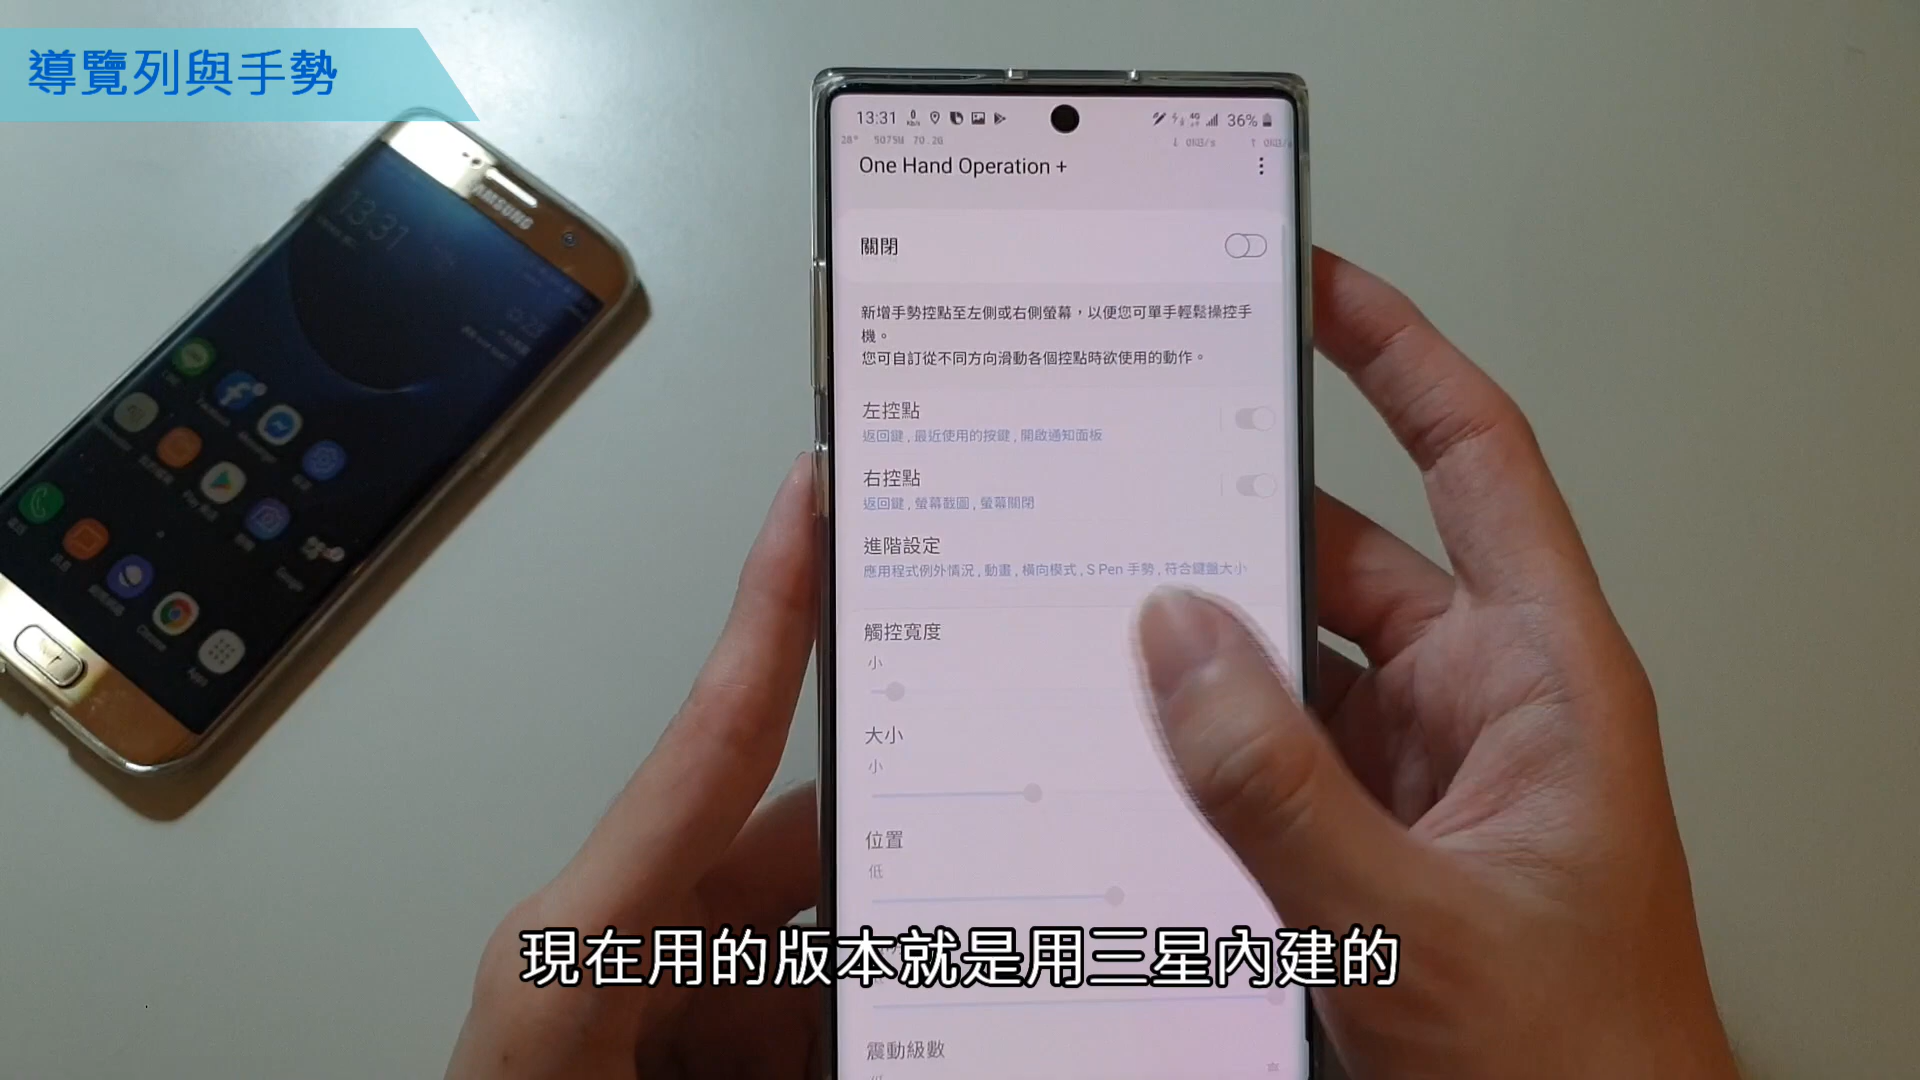 導覽列與手勢
13:31
36%
28° 5075U 70.2G
One Hand Operation +
關閉
新增手勢控點至左側或右側螢幕，以便您可單手輕鬆操控手
機。
您可自訂從不同方向滑動各個控點時欲使用的動作。
左控點
返回鍵, 最近使用的按鍵, 開啟通知面板
右控點
返回鍵, 螢幕截圖, 螢幕關閉
進階設定
應用程式例外情況, 動畫, 橫向模式, S Pen 手勢, 符合鍵盤大小
觸控寬度
小
大小
小
位置
低
現在用的版本就是用三星內建的
震動級數
SAMSUNG
13:31